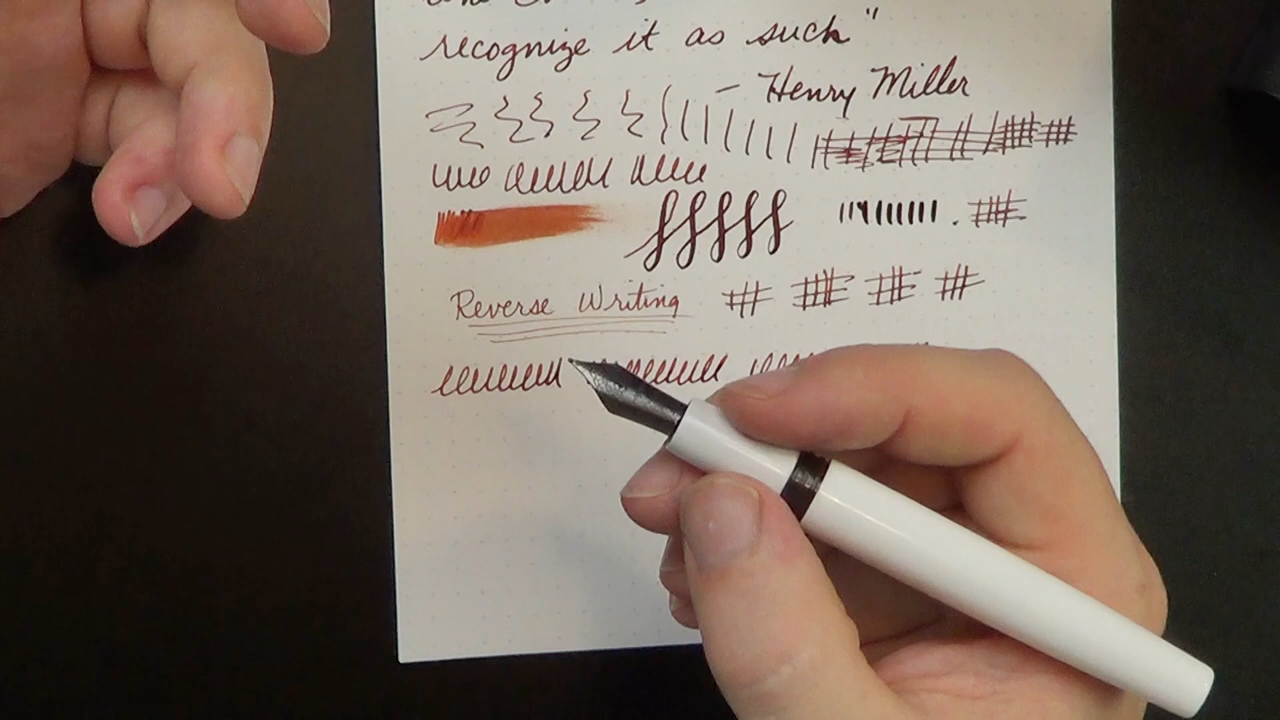 recognize it as such"
- Henry Miller
Reverse Writing